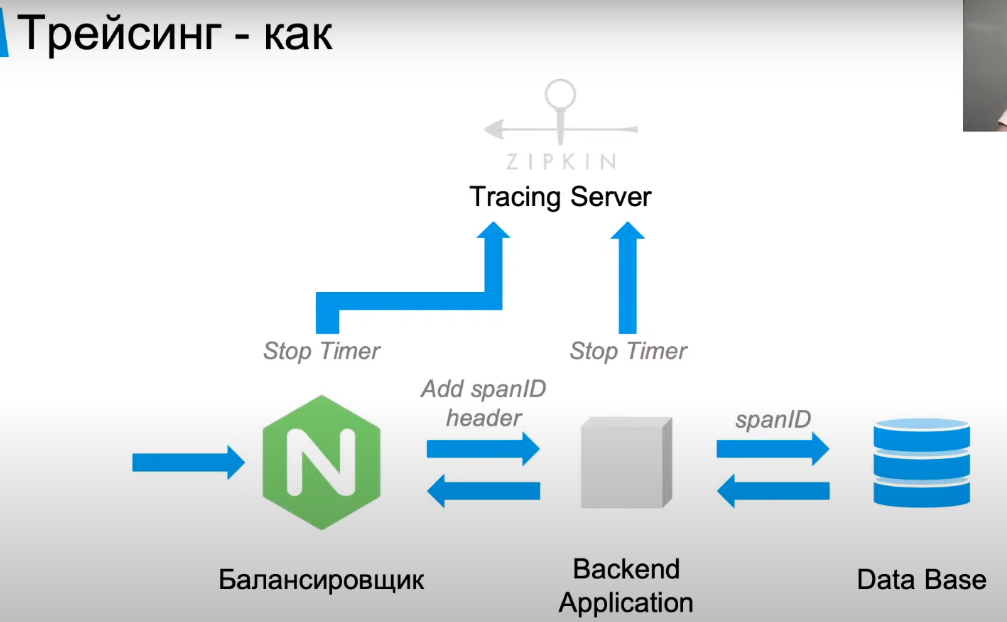 Трейсинг - как
ZIPKIN
Tracing Server
Stop Timer
Stop Timer
Add spanID
header
spanID
N
Балансировщик
Backend
Application
Data Base